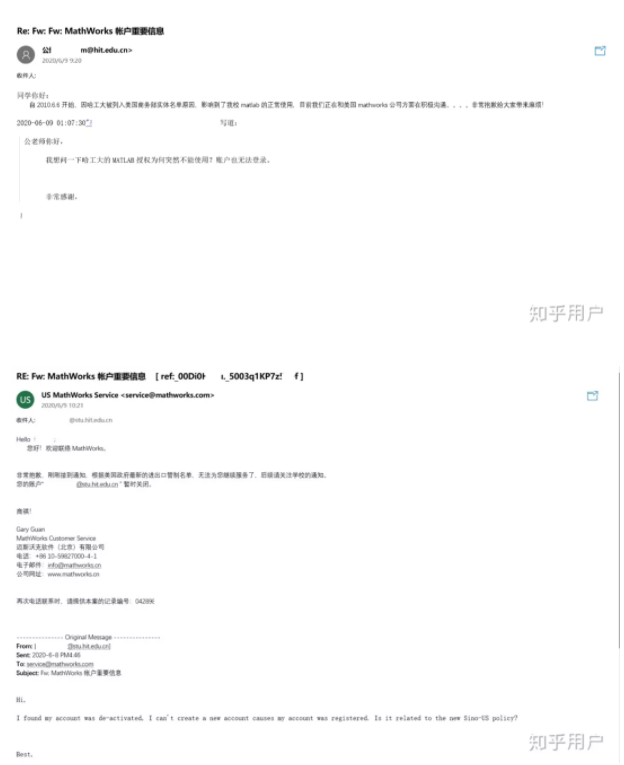 Re: Fw: Fw: MathWorks 帐户重要信息
m@hit.edu.cn>
2020/6/9 9:20
收件人:
同学你好：
自 2010.6.6 开始，因哈工大被列入美国商务部实体名单原因，影响到了我校 matlab 的正常使用，目前我们正在和美国 mathworks 公司方面在积极沟通。。。。非常抱歉给大家带来麻烦！
2020-06-09 01:07:30 写道：
公老师你好，
我想问一下哈工大的 MATLAB 授权为何突然不能使用？账户也无法登录。
非常感谢，
知乎用户
RE: Fw: MathWorks 帐户重要信息 [ ref:_00Di0H ._5003q1KP7z! f ]
US
US MathWorks Service <service@mathworks.com>
2020/6/9 10:21
收件人: @stu.hit.edu.cn
Hello
您好！欢迎联络 MathWorks。
非常抱歉，刚刚接到通知，根据美国政府最新的进出口管制名单，无法为您继续服务了，后续请关注学校的通知。
您的账户" @stu.hit.edu.cn " 暂时关闭。
商祺！
Gary Guan
MathWorks Customer Service
迈斯沃克软件（北京）有限公司
电话: +86 10-59827000-4-1
电子邮件: info@mathworks.cn
公司网址: www.mathworks.cn
再次电话联系时，请提供本案的记录编号:
--------------- Original Message ---------------
From: [ @stu.hit.edu.cn]
Sent: 2020-6-8 PM4:46
To: service@mathworks.com
Subject: Fw: MathWorks 帐户重要信息
Hi,
I found my account was de-activated. I can't create a new account causes my account was registered. Is it related to the new Sino-US policy?
知乎用户
Best,